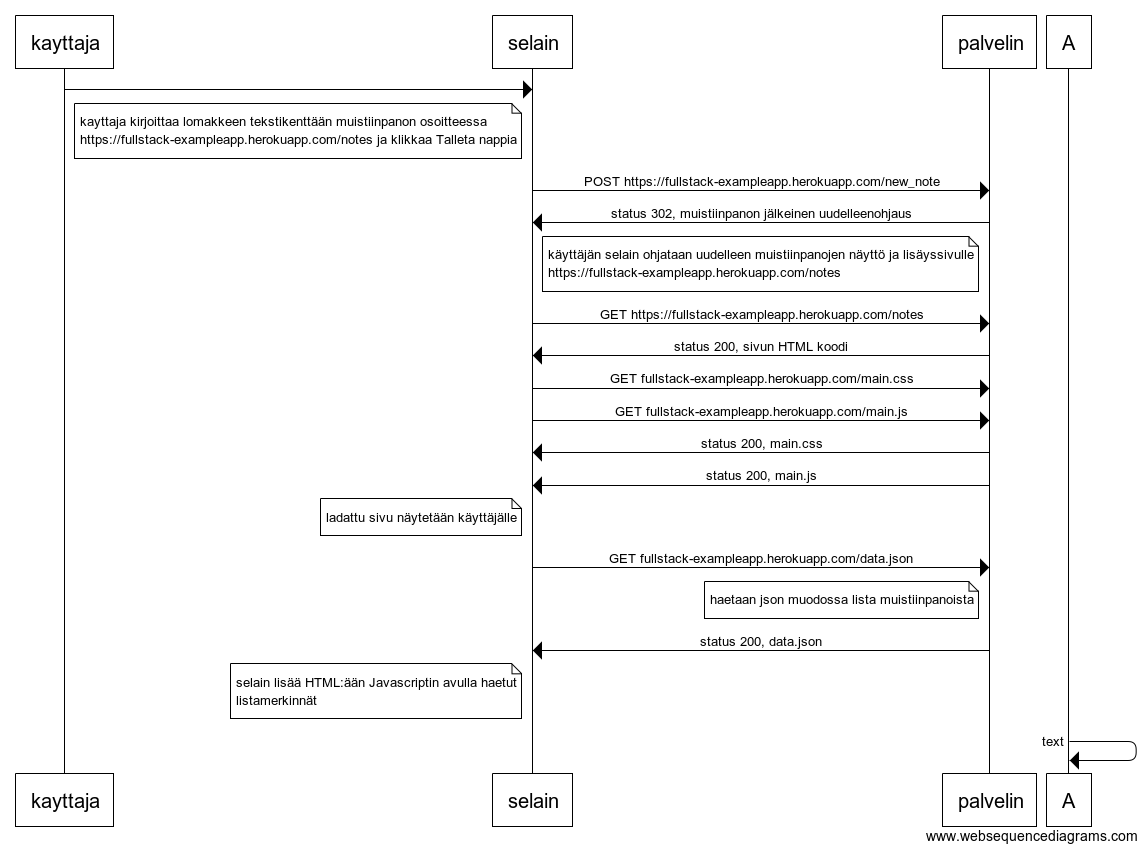 kayttaja
selain
palvelin
A
kayttaja kirjoittaa lomakkeen tekstikenttään muistiinpanon osoitteessa
https://fullstack-exampleapp.herokuapp.com/notes ja klikkaa Talleta nappia
POST https://fullstack-exampleapp.herokuapp.com/new_note
status 302, muistiinpanon jälkeinen uudelleenohjaus
käyttäjän selain ohjataan uudelleen muistiinpanojen näyttö ja lisäyssivulle
https://fullstack-exampleapp.herokuapp.com/notes
GET https://fullstack-exampleapp.herokuapp.com/notes
status 200, sivun HTML koodi
GET fullstack-exampleapp.herokuapp.com/main.css
GET fullstack-exampleapp.herokuapp.com/main.js
status 200, main.css
status 200, main.js
ladattu sivu näytetään käyttäjälle
GET fullstack-exampleapp.herokuapp.com/data.json
haetaan json muodossa lista muistiinpanoista
status 200, data.json
selain lisää HTML:ään Javascriptin avulla haetut
listamerkinnät
text
kayttaja
selain
palvelin
A
www.websequencediagrams.com